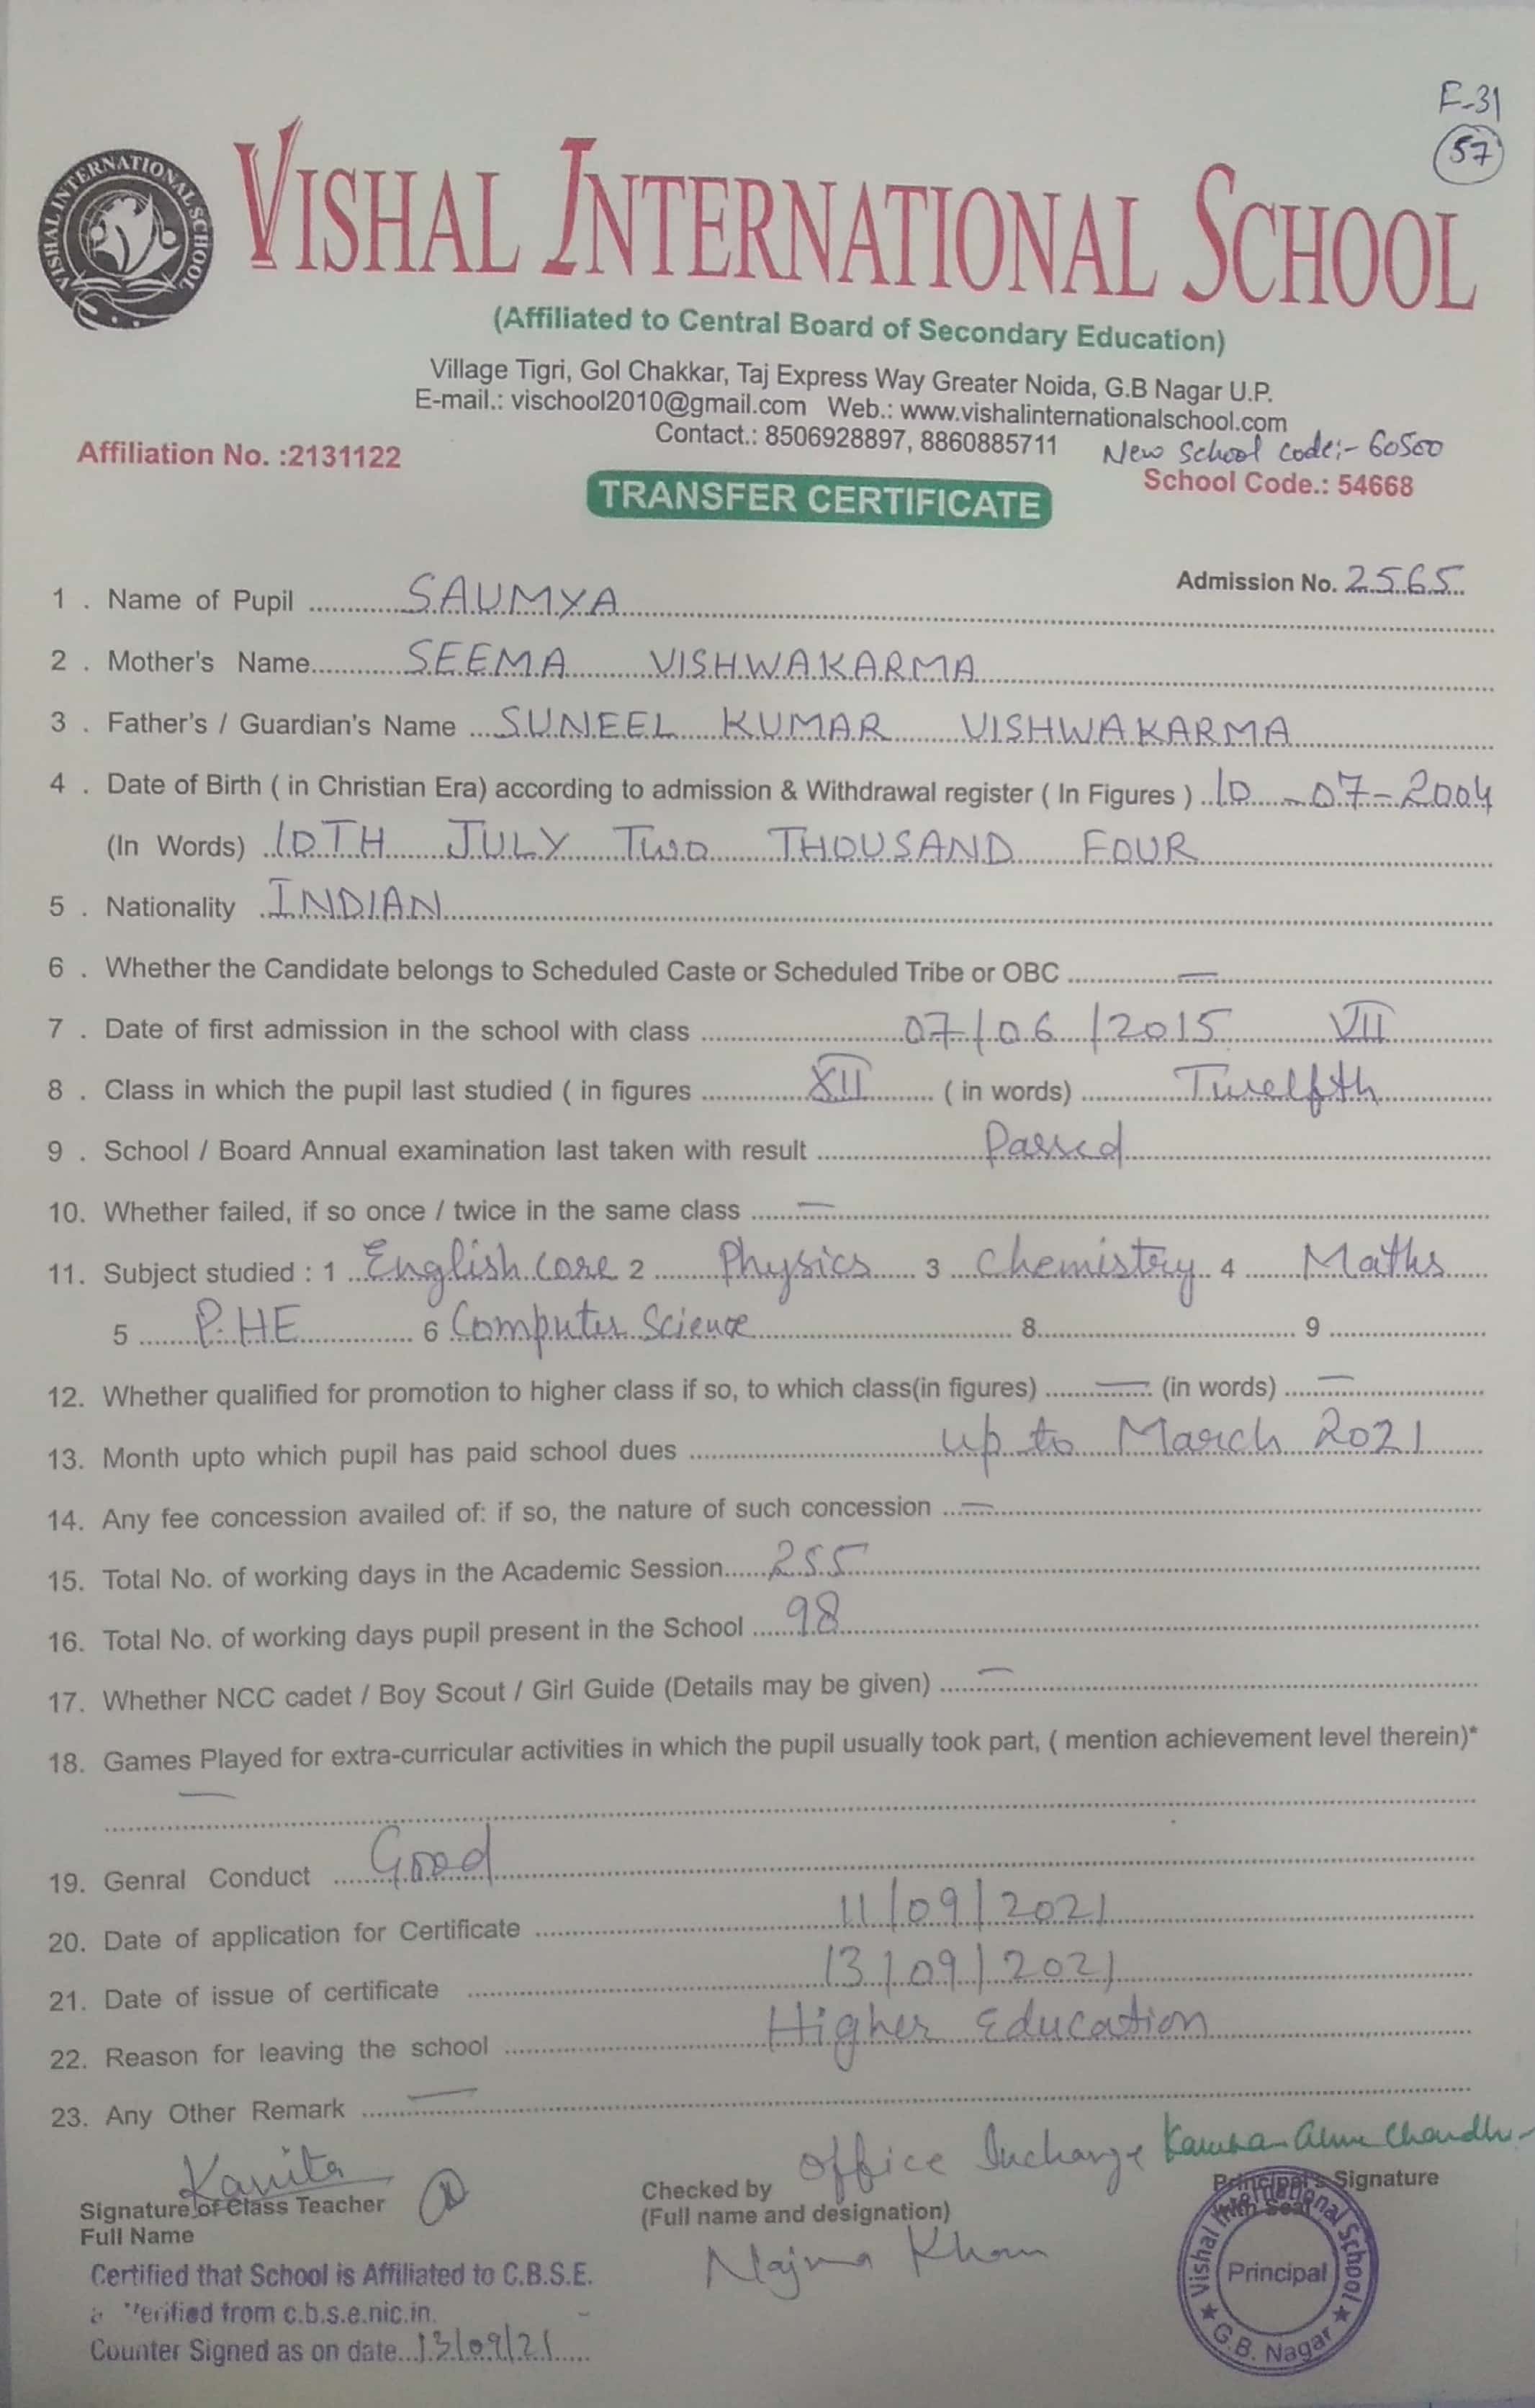 F-31
57
VISHAL INTERNATIONAL SCHOOL
VISHAL INTERNATIONAL SCHOOL
(Affiliated to Central Board of Secondary Education)
Village Tigri, Gol Chakkar, Taj Express Way Greater Noida, G.B Nagar U.P.
E-mail.: vischool2010@gmail.com Web.: www.vishalinternationalschool.com
Contact.: 8506928897, 8860885711 New School code:- 60500
Affiliation No. :2131122 School Code.: 54668
TRANSFER CERTIFICATE
Admission No. 2565
1 . Name of Pupil SAUMYA
2 . Mother's Name SEEMA VISHWAKARMA
3 . Father's / Guardian's Name SUNEEL KUMAR VISHWAKARMA
4 . Date of Birth ( in Christian Era) according to admission & Withdrawal register ( In Figures ) 10 - 07 - 2004
(In Words) 10TH JULY TWO THOUSAND FOUR
5 . Nationality INDIAN
6 . Whether the Candidate belongs to Scheduled Caste or Scheduled Tribe or OBC —
7 . Date of first admission in the school with class 07/06/2015 VII
8 . Class in which the pupil last studied ( in figures XII ( in words) Twelfth
9 . School / Board Annual examination last taken with result Passed
10. Whether failed, if so once / twice in the same class —
11. Subject studied : 1 English Core 2 Physics 3 Chemistry 4 Maths
5 P.HE 6 Computer Science 8 9
12. Whether qualified for promotion to higher class if so, to which class(in figures) — (in words) —
13. Month upto which pupil has paid school dues up to March 2021
14. Any fee concession availed of: if so, the nature of such concession —
15. Total No. of working days in the Academic Session 255
16. Total No. of working days pupil present in the School 98
17. Whether NCC cadet / Boy Scout / Girl Guide (Details may be given) —
18. Games Played for extra-curricular activities in which the pupil usually took part, ( mention achievement level therein)*
—
19. Genral Conduct Good
20. Date of application for Certificate 11/09/2021
21. Date of issue of certificate 13/09/2021
22. Reason for leaving the school Higher Education
23. Any Other Remark —
Kanita Office Incharge
Signature of Class Teacher Checked by Principal's Signature
Full Name (Full name and designation) With Seal
Najma Khan
Vishal International School
Principal
★ G.B. Nagar ★
Certified that School is Affiliated to C.B.S.E.
Verified from c.b.s.e.nic.in.
Counter Signed as on date 13/09/21